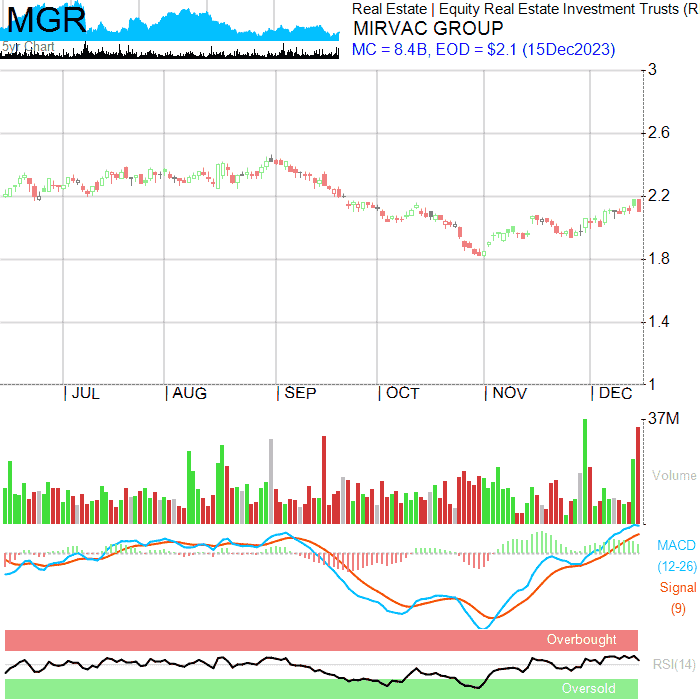 MGR
5yr Chart
Real Estate | Equity Real Estate Investment Trusts (R
MIRVAC GROUP
MC = 8.4B, EOD = $2.1 (15Dec2023)
3
2.6
2.2
1.8
1.4
1
| JUL | AUG | SEP | OCT | NOV | DEC
37M
Volume
MACD
(12-26)
Signal
(9)
Overbought
RSI(14)
Oversold